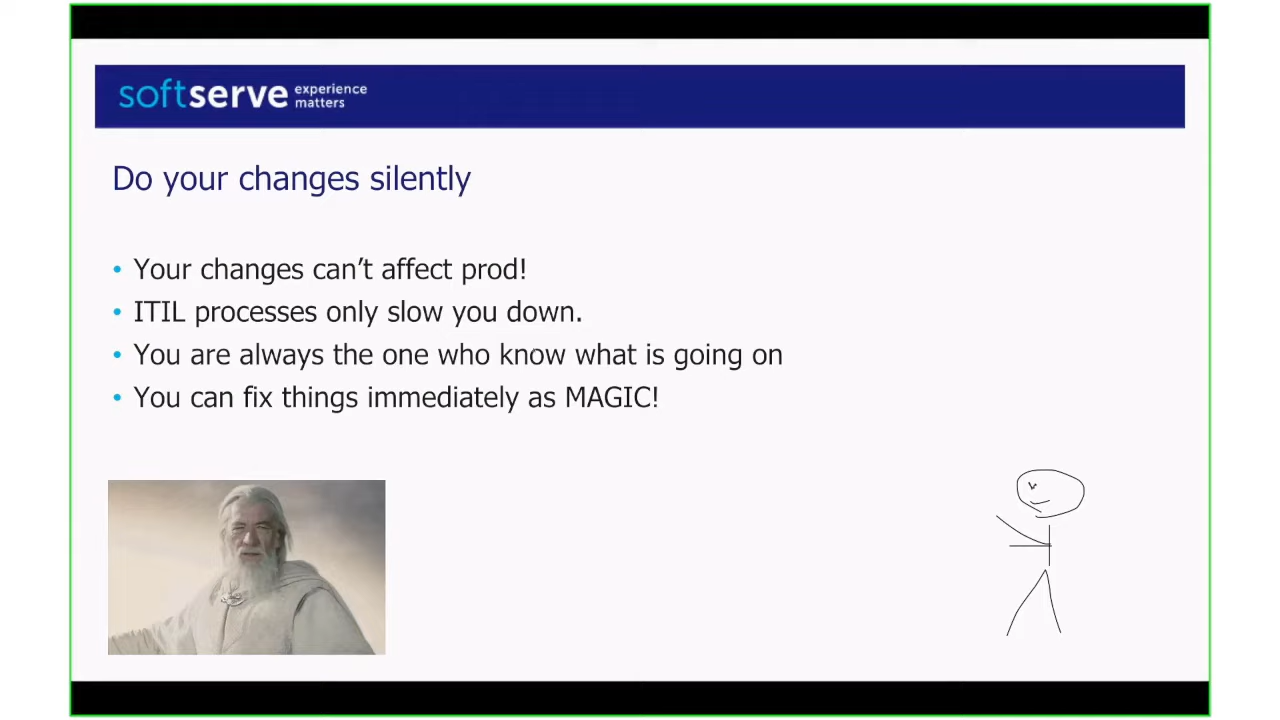 softserve experience
matters
Do your changes silently
• Your changes can’t affect prod!
• ITIL processes only slow you down.
• You are always the one who know what is going on
• You can fix things immediately as MAGIC!